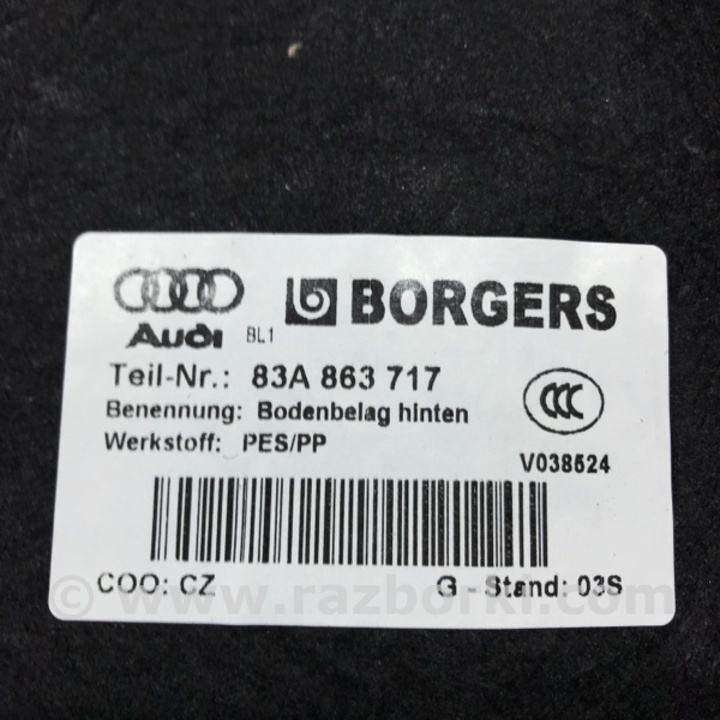 BORGERS
Audi BL1
Teil-Nr.: 83A 863 717
Benennung: Bodenbelag hinten
Werkstoff: PES/PP
CCC
V038524
COO: CZ G - Stand: 03S
© www.razborki.com